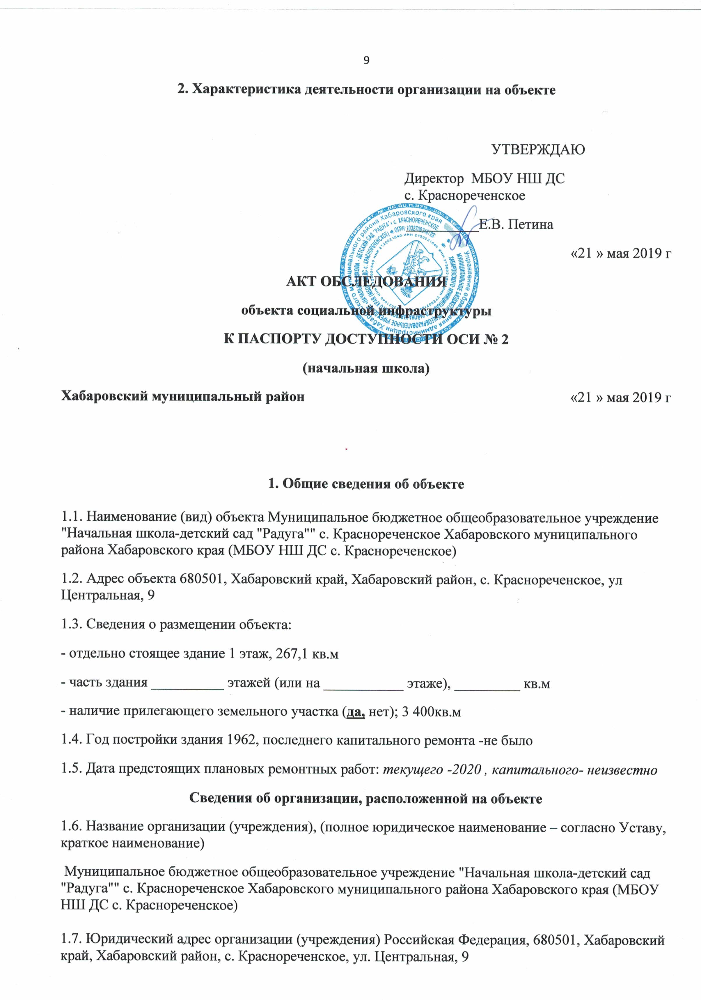 9
2. Характеристика деятельности организации на объекте
УТВЕРЖДАЮ
Директор МБОУ НШ ДС
с. Краснореченское
__________Е.В. Петина
«21 » мая 2019 г
АКТ ОБСЛЕДОВАНИЯ
объекта социальной инфраструктуры
К ПАСПОРТУ ДОСТУПНОСТИ ОСИ № 2
(начальная школа)
Хабаровский муниципальный район «21 » мая 2019 г
1. Общие сведения об объекте
1.1. Наименование (вид) объекта Муниципальное бюджетное общеобразовательное учреждение
"Начальная школа-детский сад "Радуга"" с. Краснореченское Хабаровского муниципального
района Хабаровского края (МБОУ НШ ДС с. Краснореченское)
1.2. Адрес объекта 680501, Хабаровский край, Хабаровский район, с. Краснореченское, ул
Центральная, 9
1.3. Сведения о размещении объекта:
- отдельно стоящее здание 1 этаж, 267,1 кв.м
- часть здания __________ этажей (или на ___________ этаже), _________ кв.м
- наличие прилегающего земельного участка (да, нет); 3 400кв.м
1.4. Год постройки здания 1962, последнего капитального ремонта -не было
1.5. Дата предстоящих плановых ремонтных работ: текущего -2020 , капитального- неизвестно
Сведения об организации, расположенной на объекте
1.6. Название организации (учреждения), (полное юридическое наименование – согласно Уставу,
краткое наименование)
Муниципальное бюджетное общеобразовательное учреждение "Начальная школа-детский сад
"Радуга"" с. Краснореченское Хабаровского муниципального района Хабаровского края (МБОУ
НШ ДС с. Краснореченское)
1.7. Юридический адрес организации (учреждения) Российская Федерация, 680501, Хабаровский
край, Хабаровский район, с. Краснореченское, ул. Центральная, 9